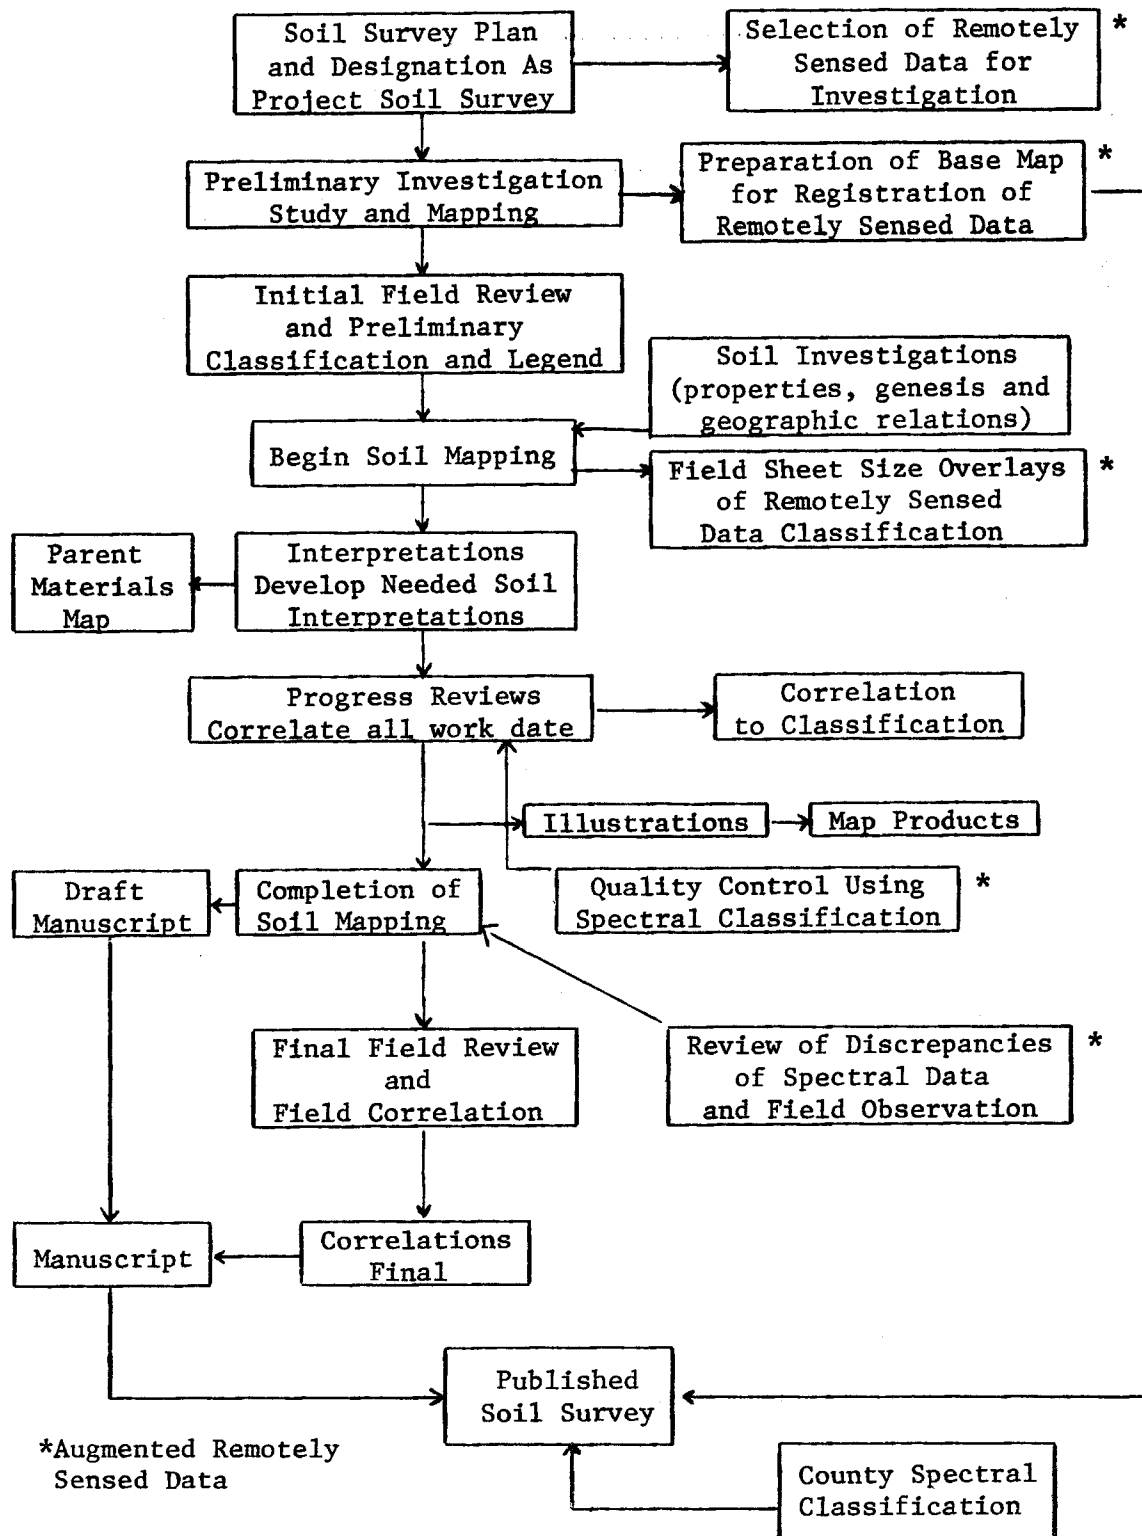 Soil Survey Plan
and Designation As
Project Soil Survey
Selection of Remotely *
Sensed Data for
Investigation
Preliminary Investigation
Study and Mapping
Preparation of Base Map *
for Registration of
Remotely Sensed Data
Initial Field Review
and Preliminary
Classification and Legend
Soil Investigations
(properties, genesis and
geographic relations)
Begin Soil Mapping
Field Sheet Size Overlays *
of Remotely Sensed
Data Classification
Parent
Materials
Map
Interpretations
Develop Needed Soil
Interpretations
Progress Reviews
Correlate all work date
Correlation
to Classification
Illustrations
Map Products
Draft
Manuscript
Completion of
Soil Mapping
Quality Control Using *
Spectral Classification
Final Field Review
and
Field Correlation
Review of Discrepancies *
of Spectral Data
and Field Observation
Manuscript
Correlations
Final
Published
Soil Survey
*Augmented Remotely
Sensed Data
County Spectral
Classification